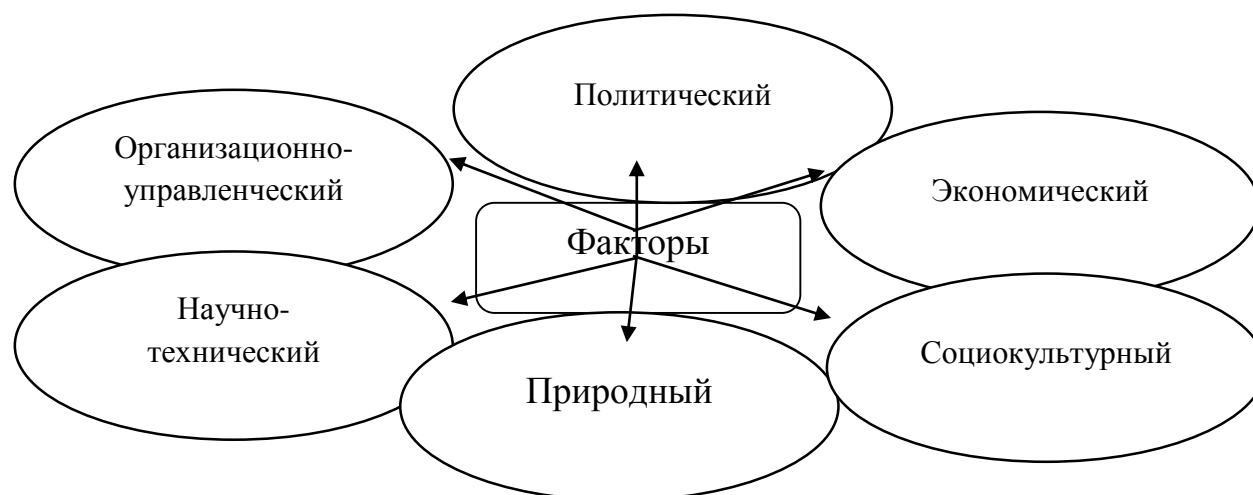 Политический
Организационно-
управленческий
Экономический
Факторы
Научно-
технический
Социокультурный
Природный